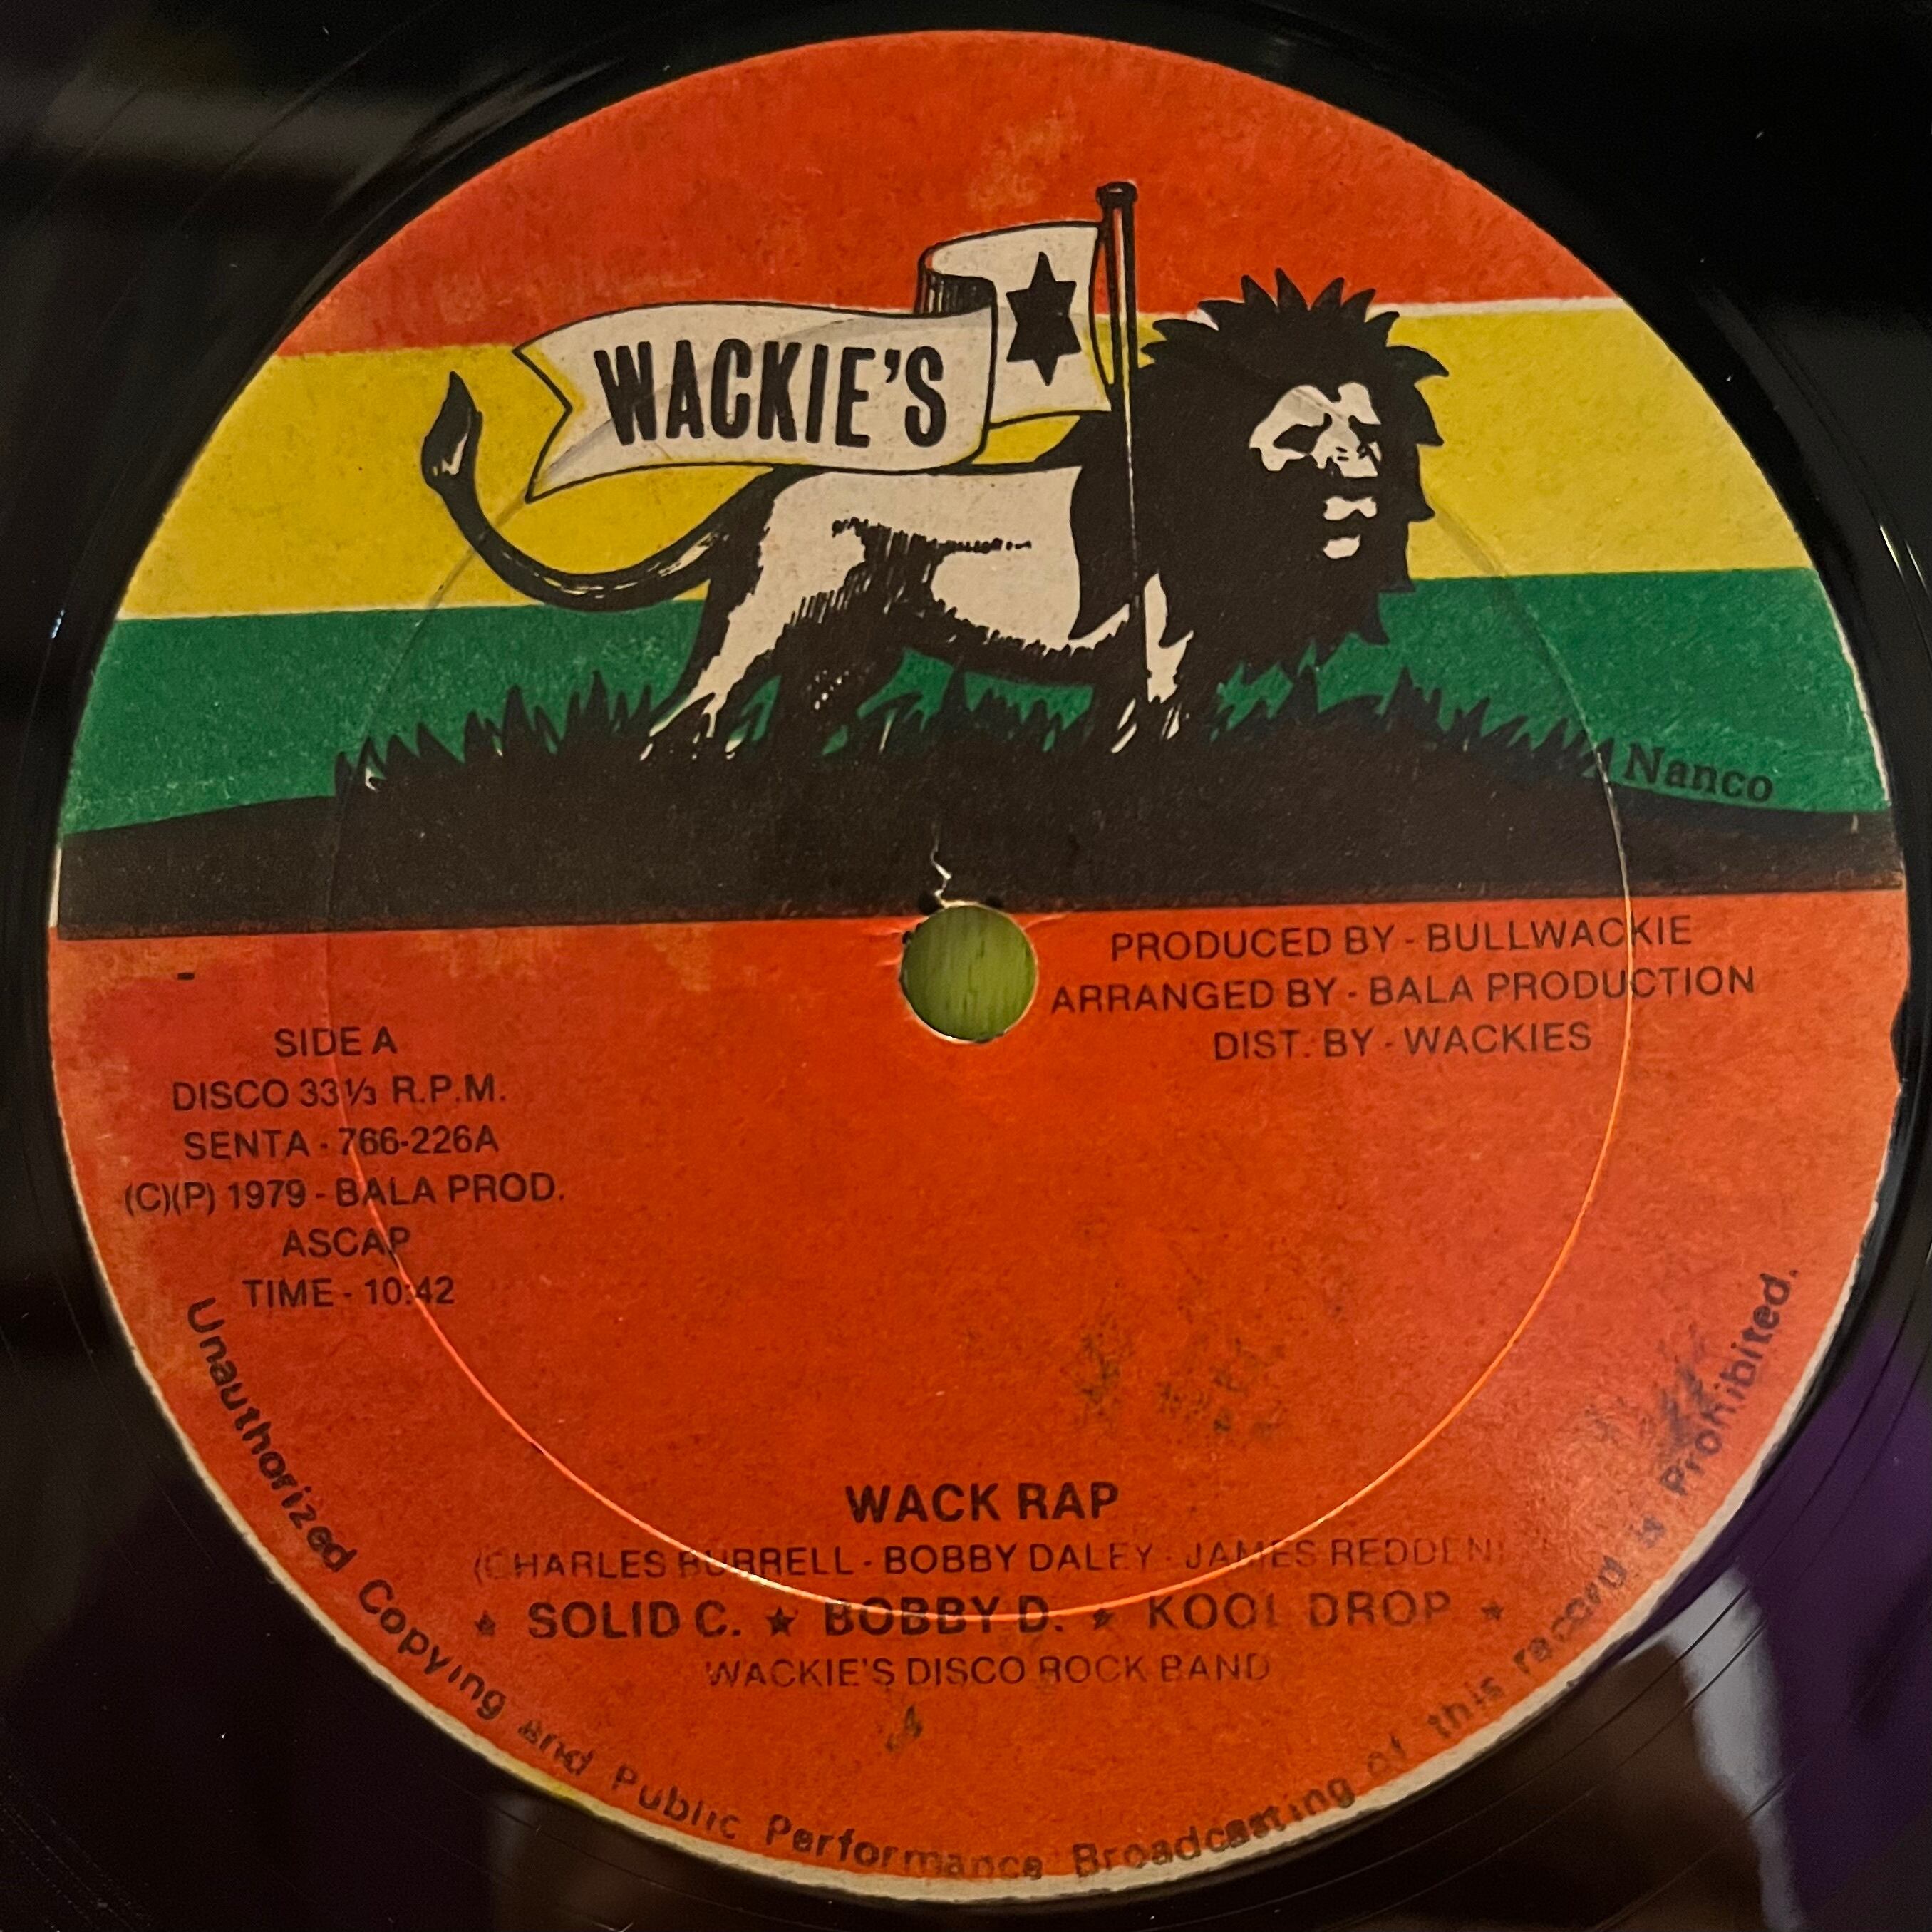 WACKIE'S
Nanco
PRODUCED BY - BULLWACKIE
ARRANGED BY - BALA PRODUCTION
DIST. BY - WACKIES
SIDE A
DISCO 33⅓ R.P.M.
SENTA - 766-226A
(C)(P) 1979 - BALA PROD.
ASCAP
TIME - 10:42
WACK RAP
(CHARLES BURRELL - BOBBY DALEY - JAMES REDDEN)
★ SOLID C. ★ BOBBY D. ★ KOOL DROP ★
WACKIE'S DISCO ROCK BAND
Unauthorized Copying and Public Performance Broadcasting of this record is Prohibited.